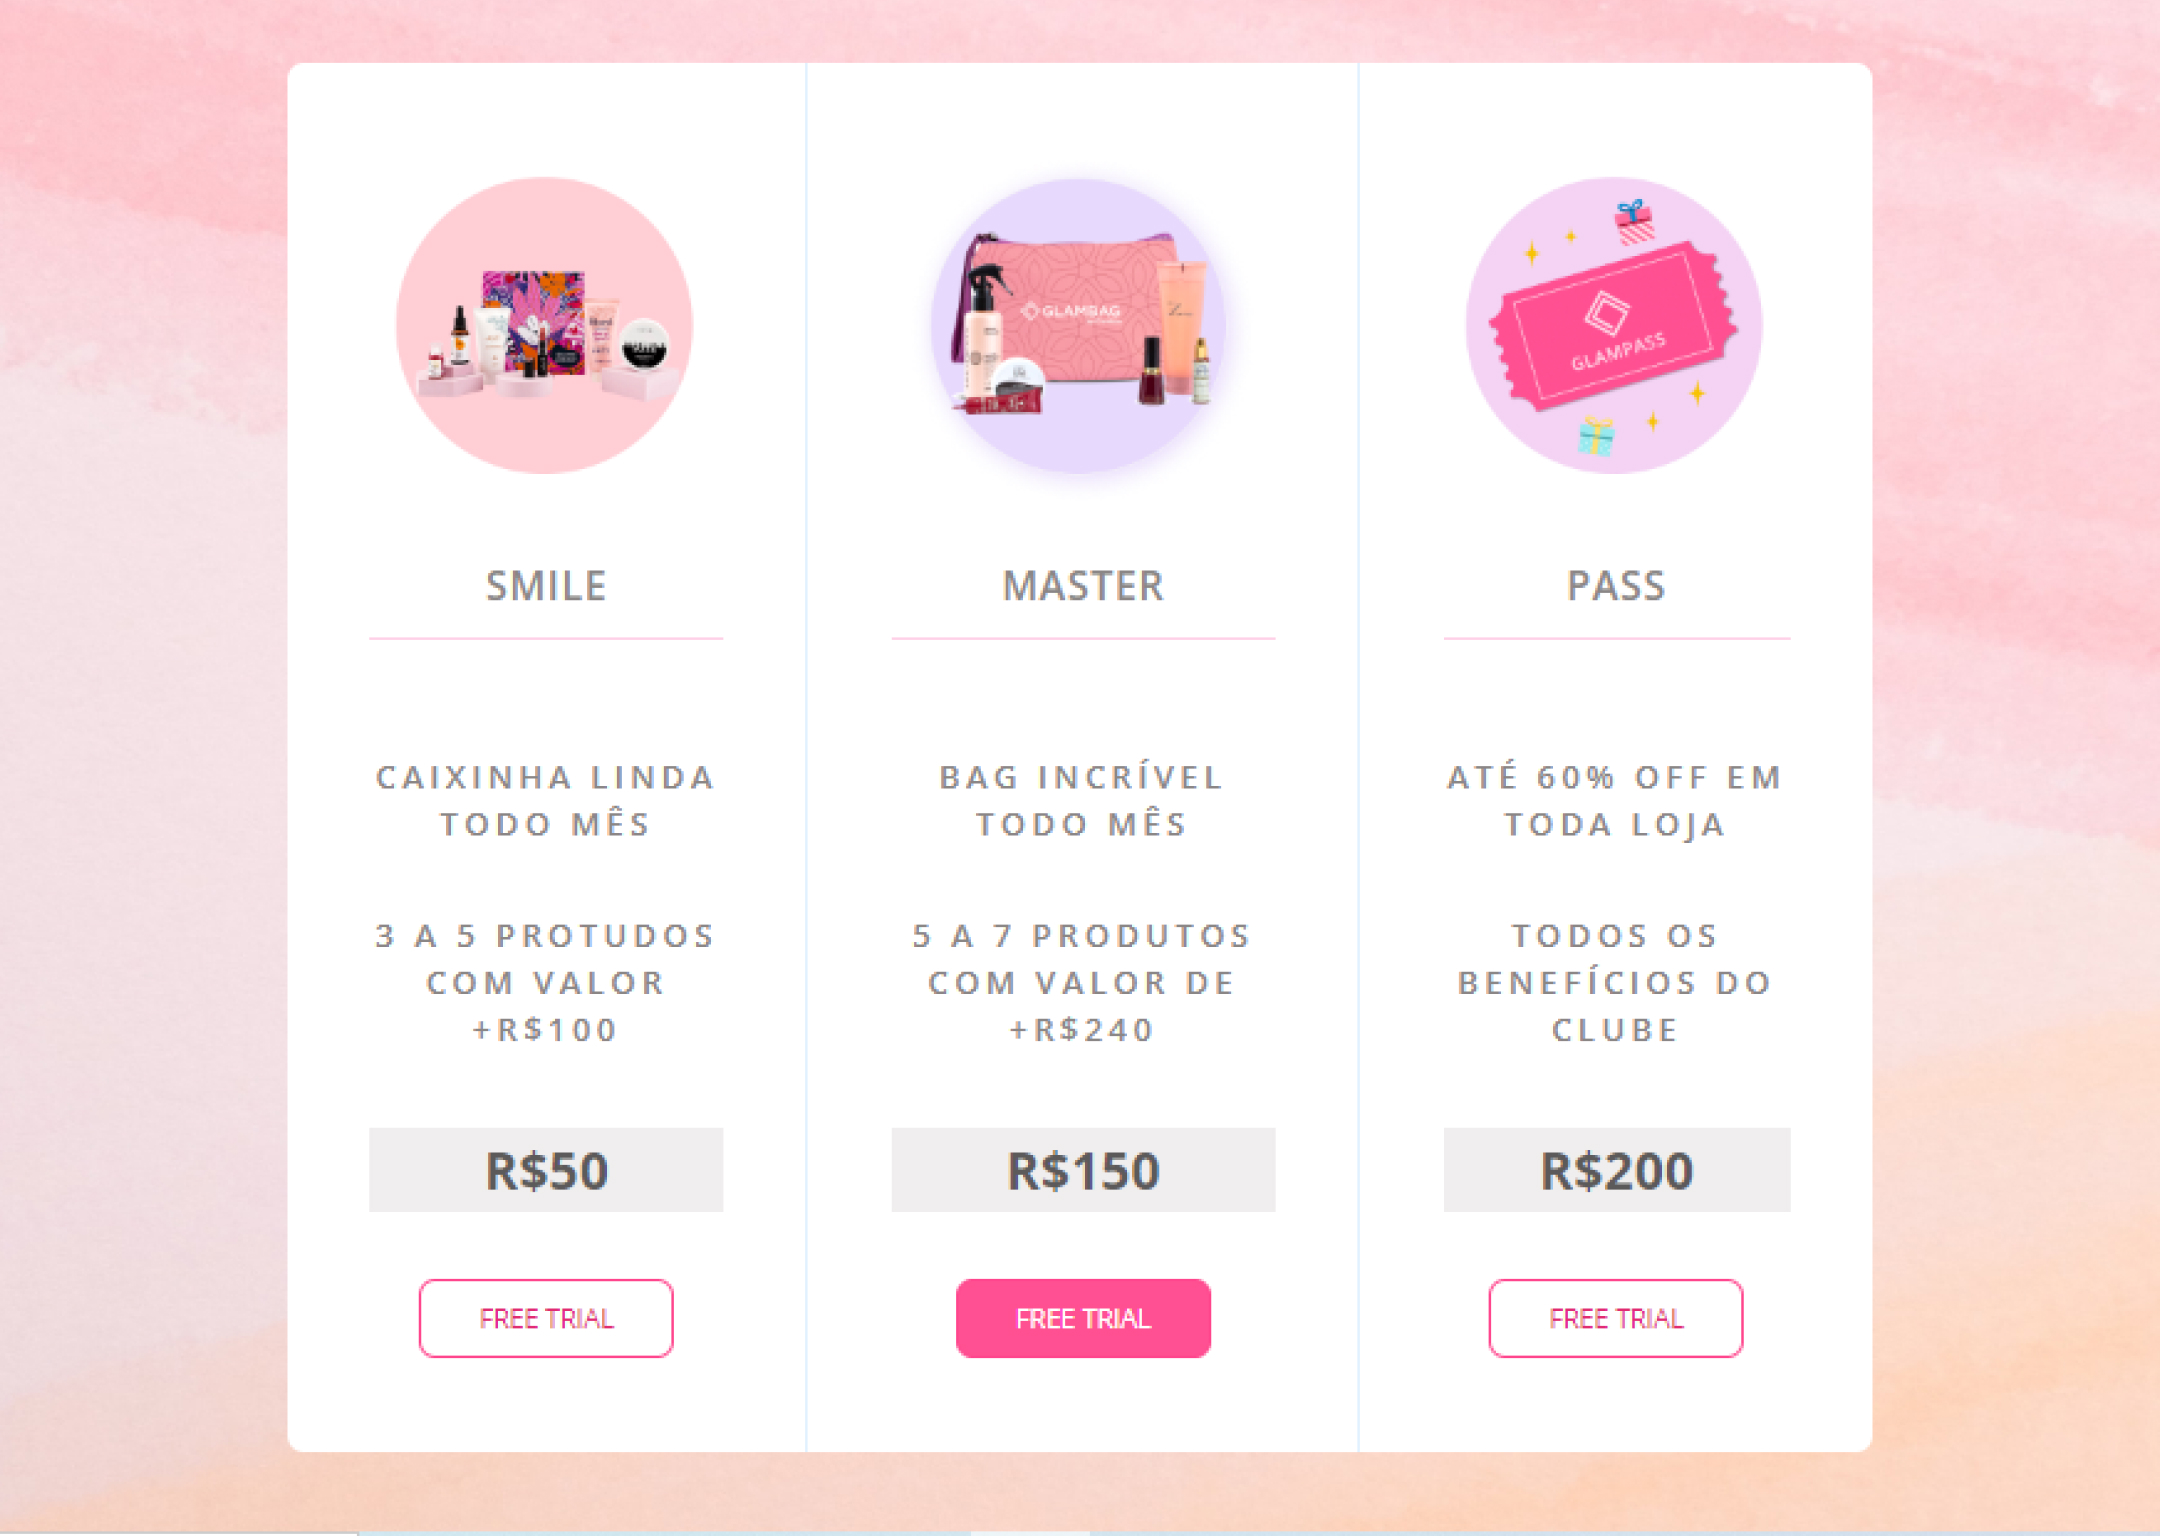 GLAMBAG
GLAMPASS
SMILE
MASTER
PASS
CAIXINHA LINDA
TODO MÊS
3 A 5 PROTUDOS
COM VALOR
+R$100
R$50
FREE TRIAL
BAG INCRÍVEL
TODO MÊS
5 A 7 PRODUTOS
COM VALOR DE
+R$240
R$150
FREE TRIAL
ATÉ 60% OFF EM
TODA LOJA
TODOS OS
BENEFÍCIOS DO
CLUBE
R$200
FREE TRIAL